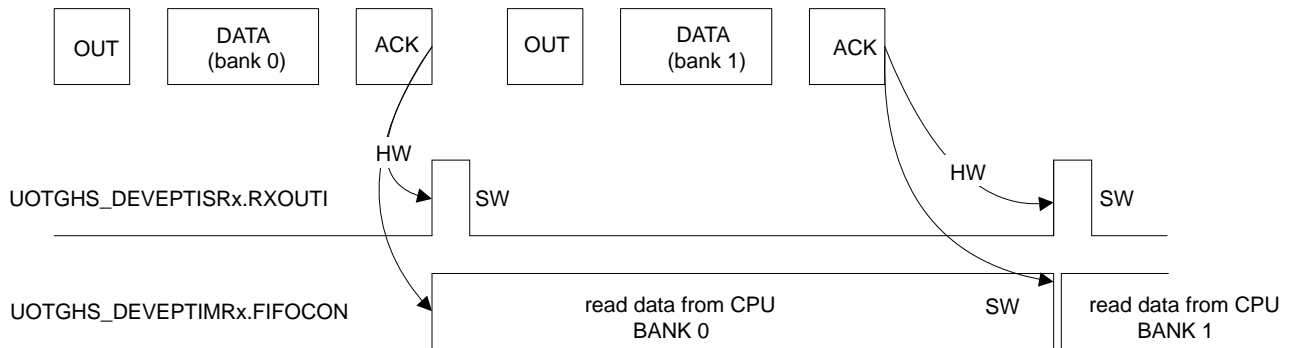 OUT
DATA
(bank 0)
ACK
OUT
DATA
(bank 1)
ACK
HW
HW
UOTGHS_DEVEPTISRx.RXOUTI
SW
SW
UOTGHS_DEVEPTIMRx.FIFOCON
read data from CPU
BANK 0
SW
read data from CPU
BANK 1